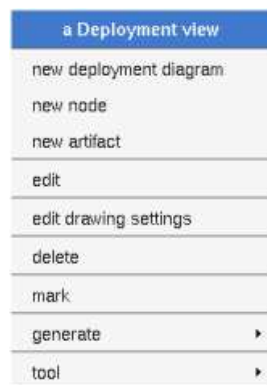 a Deployment view
new deployment diagram
new node
new artifact
edit
edit drawing settings
delete
mark
generate
tool